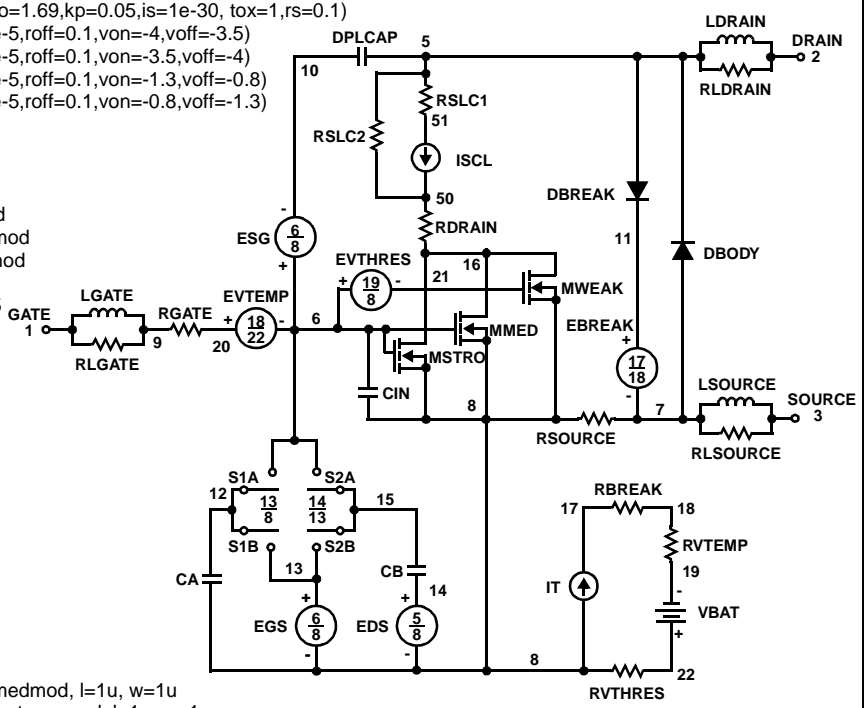 o=1.69,kp=0.05,is=1e-30, tox=1,rs=0.1)
e-5,roff=0.1,von=-4,voff=-3.5)
e-5,roff=0.1,von=-3.5,voff=-4)
e-5,roff=0.1,von=-1.3,voff=-0.8)
e-5,roff=0.1,von=-0.8,voff=-1.3)
LDRAIN
DPLCAP
5
DRAIN
2
10
RLDRAIN
RSLC1
51
RSLC2
ISCL
DBREAK
50
d
mod
mod
-
ESG
6
8
+
RDRAIN
11
DBODY
EVTHRES
16
21
+
19
8
-
MWEAK
LGATE
GATE
1
RGATE
EVTEMP
+
18
22
-
6
9
20
RLGATE
MMED
MSTRO
EBREAK
+
17
18
-
CIN
LSOURCE
SOURCE
3
8
7
RSOURCE
RLSOURCE
S1A
S2A
12
13
8
14
13
15
S1B
S2B
13
RBREAK
17
18
RVTEMP
19
CA
CB
14
IT
-
VBAT
+
+
EGS
6
8
-
+
EDS
5
8
-
8
22
RVTHRES
medmod, l=1u, w=1u